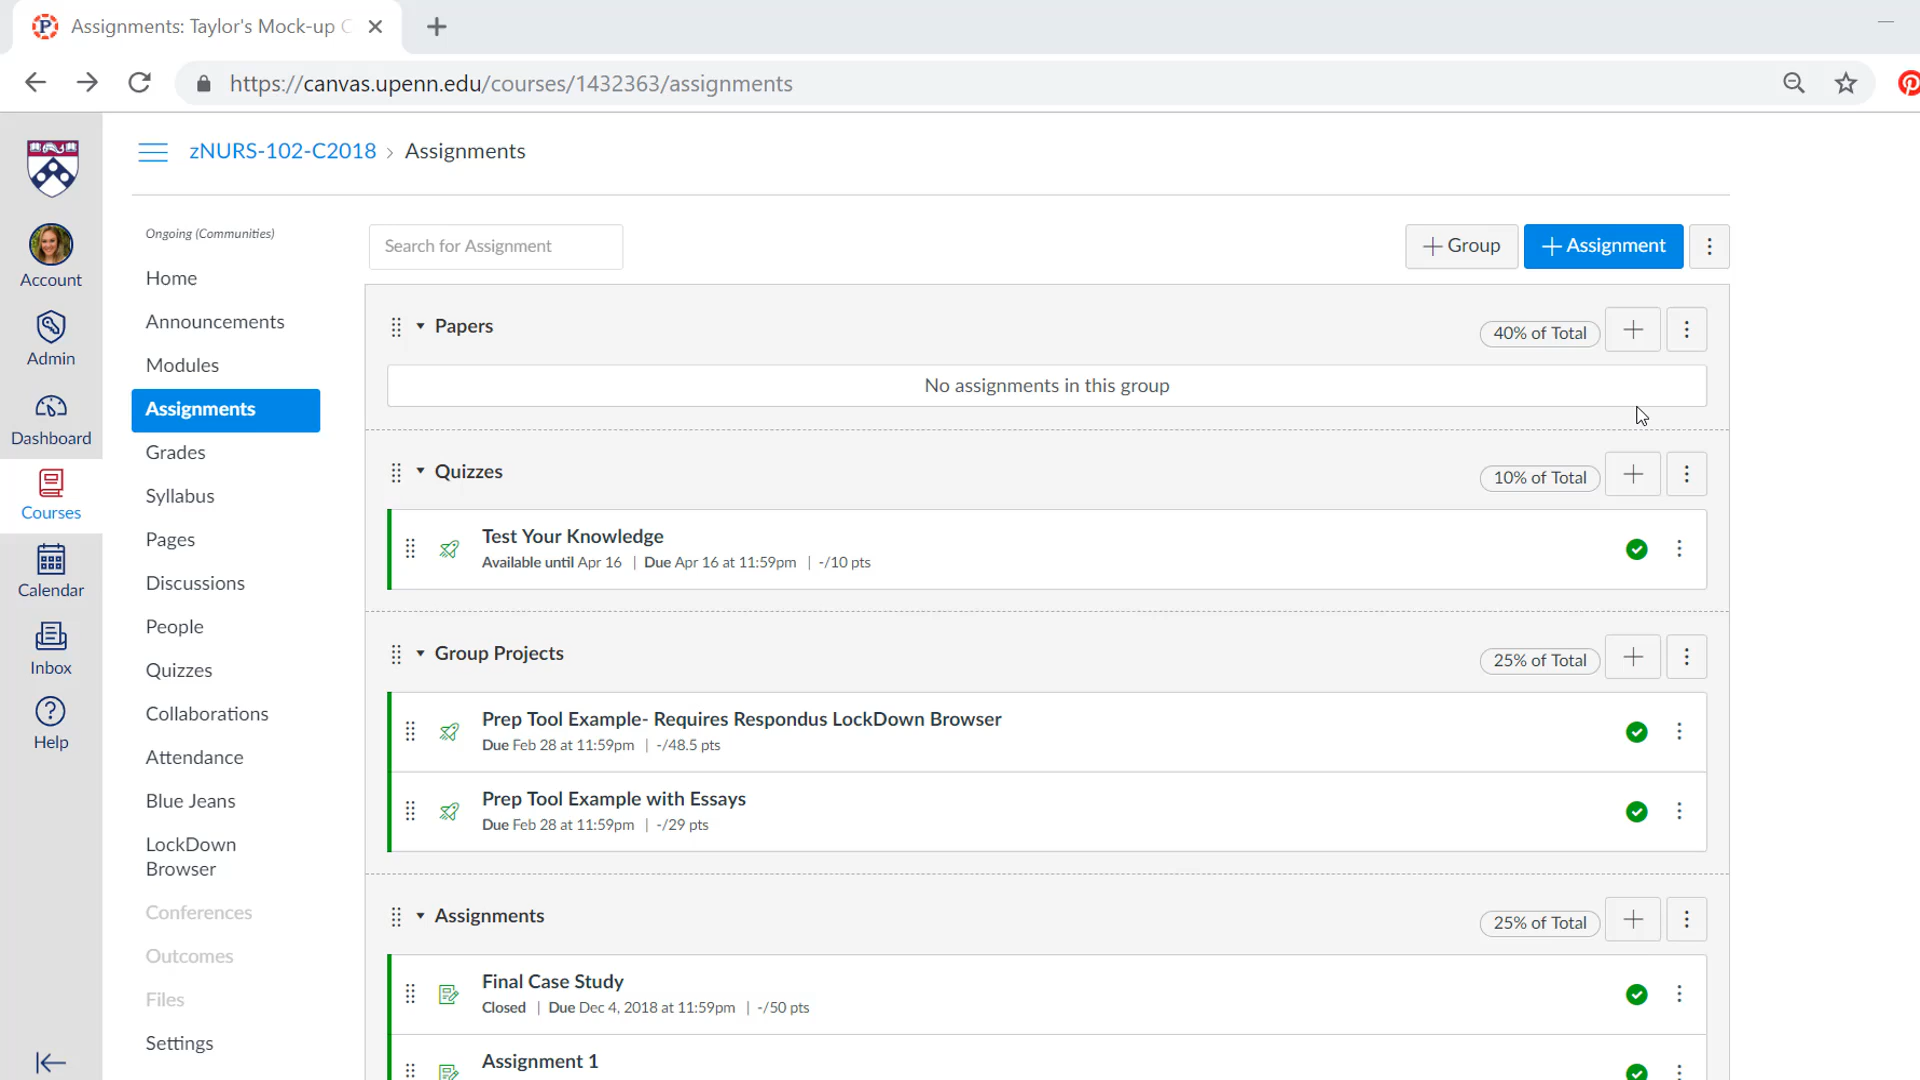 Assignments: Taylor's Mock-up C
https://canvas.upenn.edu/courses/1432363/assignments
zNURS-102-C2018 › Assignments
Account
Admin
Dashboard
Courses
Calendar
Inbox
Help
Ongoing (Communities)
Home
Announcements
Modules
Assignments
Grades
Syllabus
Pages
Discussions
People
Quizzes
Collaborations
Attendance
Blue Jeans
LockDown
Browser
Conferences
Outcomes
Files
Settings
Search for Assignment
+ Group
+ Assignment
Papers
40% of Total
No assignments in this group
Quizzes
10% of Total
Test Your Knowledge
Available until Apr 16 | Due Apr 16 at 11:59pm | -/10 pts
Group Projects
25% of Total
Prep Tool Example- Requires Respondus LockDown Browser
Due Feb 28 at 11:59pm | -/48.5 pts
Prep Tool Example with Essays
Due Feb 28 at 11:59pm | -/29 pts
Assignments
25% of Total
Final Case Study
Closed | Due Dec 4, 2018 at 11:59pm | -/50 pts
Assignment 1